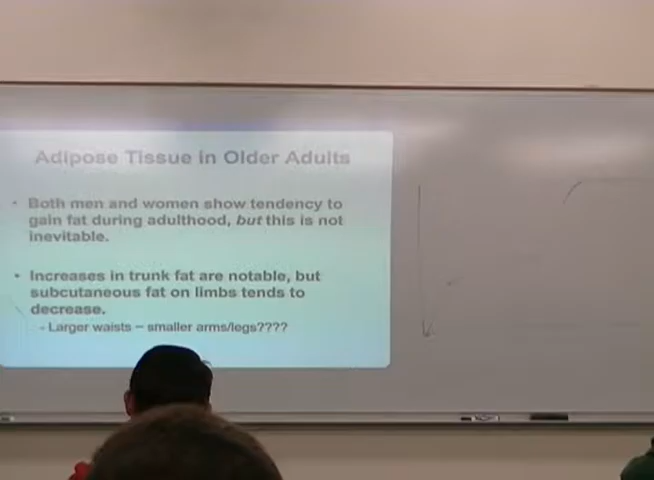 Adipose Tissue in Older Adults
• Both men and women show tendency to
gain fat during adulthood, but this is not
inevitable.
• Increases in trunk fat are notable, but
subcutaneous fat on limbs tends to
decrease.
- Larger waists – smaller arms/legs????